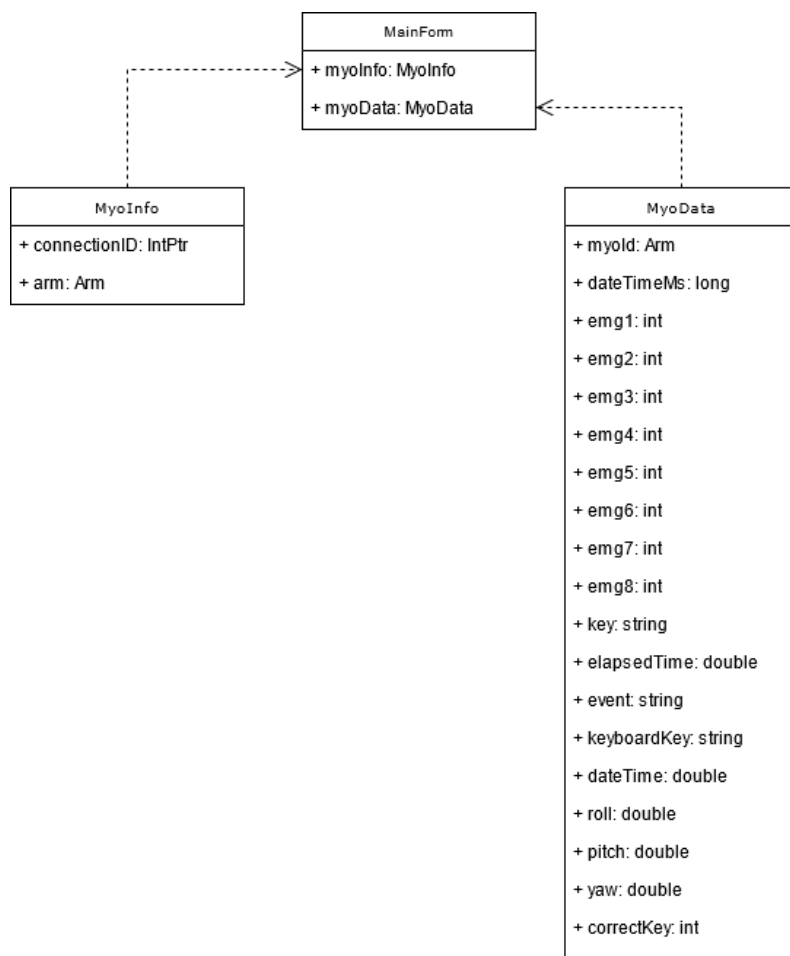 MainForm
+ myoInfo: MyoInfo
+ myoData: MyoData
MyoInfo
+ connectionID: IntPtr
+ arm: Arm
MyoData
+ myoId: Arm
+ dateTimeMs: long
+ emg1: int
+ emg2: int
+ emg3: int
+ emg4: int
+ emg5: int
+ emg6: int
+ emg7: int
+ emg8: int
+ key: string
+ elapsedTime: double
+ event: string
+ keyboardKey: string
+ dateTime: double
+ roll: double
+ pitch: double
+ yaw: double
+ correctKey: int